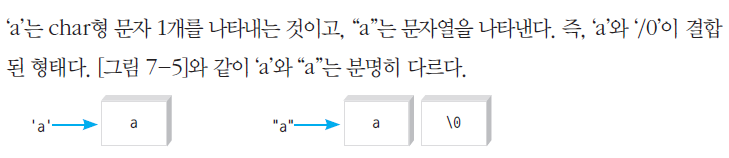 ‘a’는 char형 문자 1개를 나타내는 것이고, “a”는 문자열을 나타낸다. 즉, ‘a’와 ‘/0’이 결합
된 형태다. [그림 7-5]와 같이 ‘a’와 “a”는 분명히 다르다.
'a' a "a" a \0